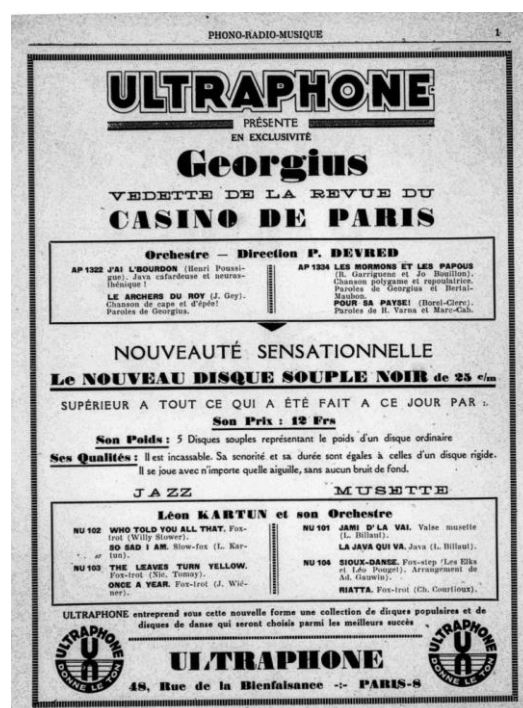 PHONO-RADIO-MUSIQUE 1
ULTRAPHONE
PRÉSENTE
EN EXCLUSIVITÉ
Georgius
VEDETTE DE LA REVUE DU
CASINO DE PARIS
Orchestre — Direction P. DEVRED
AP 1322 J'AI L'BOURDON (Henri Poussi-
gue). Java cafardeuse et neuras-
thénique !
LE ARCHERS DU ROY (J. Gey).
Chanson de cape et d'épée!
Paroles de Georgius.
AP 1334 LES MORMONS ET LES PAPOUS
(R. Garriguenc et Jo Bouillon).
Chanson polygame et repoulatrice.
Paroles de Georgius et Bertal-
Maubon.
POUR SA PAYSE! (Borel-Clerc).
Paroles de H. Varna et Marc-Cab.
NOUVEAUTÉ SENSATIONNELLE
Le NOUVEAU DISQUE SOUPLE NOIR de 25 c/m
SUPÉRIEUR A TOUT CE QUI A ÉTÉ FAIT A CE JOUR PAR :
Son Prix : 12 Frs
Son Poids : 5 Disques souples représentant le poids d'un disque ordinaire
Ses Qualités : Il est incassable. Sa sonorité et sa durée sont égales à celles d'un disque rigide.
Il se joue avec n'importe quelle aiguille, sans aucun bruit de fond.
JAZZ MUSETTE
Léon KARTUN et son Orchestre
NU 102 WHO TOLD YOU ALL THAT. Fox-
trot (Willy Stower).
SO SAD I AM. Slow-fox (L. Kar-
tun).
NU 103 THE LEAVES TURN YELLOW.
Fox-trot (Nic. Tomay).
ONCE A YEAR. Fox-trot (J. Wié-
ner).
NU 101 JAMI D'LA VAI. Valse musette
(L. Billaut).
LA JAVA QUI VA. Java (L. Billaut).
NU 104 SIOUX-DANSE. Fox-step (Les Elks
et Léo Pouget). Arrangement de
Ad. Gauwin).
RIATTA. Fox-trot (Ch. Courtioux).
ULTRAPHONE entreprend sous cette nouvelle forme une collection de disques populaires et de
disques de danse qui seront choisis parmi les meilleurs succès
ULTRAPHONE
DONNE LE TON
ULTRAPHONE
48, Rue de la Bienfaisance -:- PARIS-8
ULTRAPHONE
DONNE LE TON